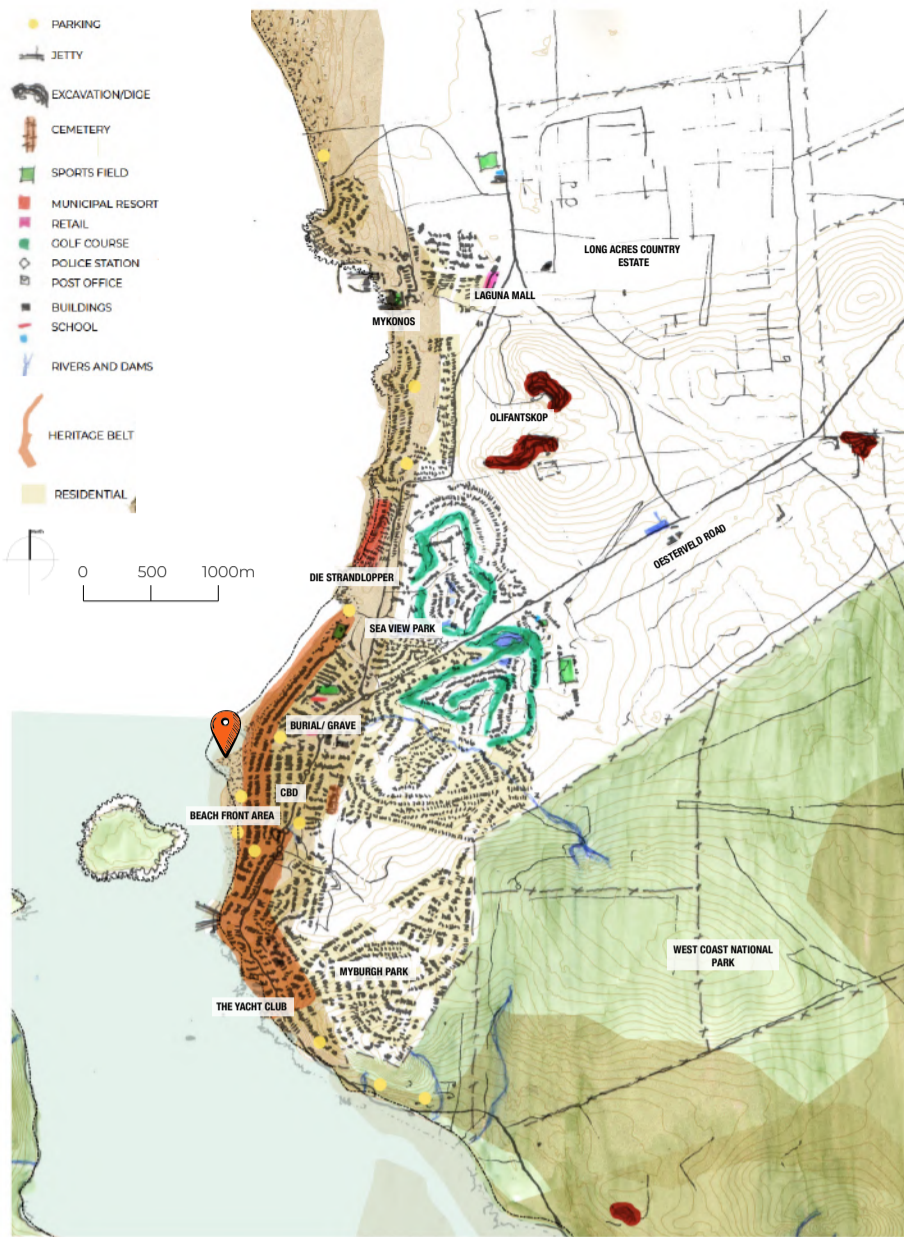 PARKING
JETTY
EXCAVATION/DIGE
CEMETERY
SPORTS FIELD
MUNICIPAL RESORT
RETAIL
GOLF COURSE
POLICE STATION
POST OFFICE
BUILDINGS
SCHOOL
RIVERS AND DAMS
HERITAGE BELT
RESIDENTIAL
0 500 1000m
LONG ACRES COUNTRY
ESTATE
LAGUNA MALL
MYKONOS
OLIFANTSKOP
OESTERVELD ROAD
DIE STRANDLOPPER
SEA VIEW PARK
BURIAL/ GRAVE
CBD
BEACH FRONT AREA
WEST COAST NATIONAL
PARK
MYBURGH PARK
THE YACHT CLUB